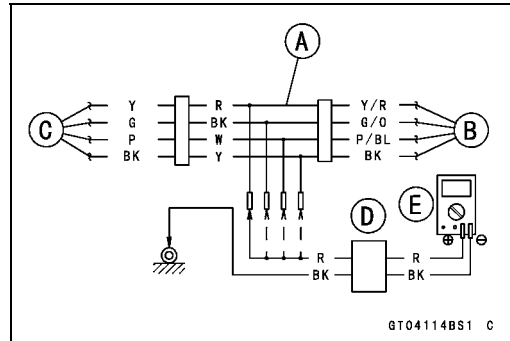 A
Y R Y/R
C G BK G/O B
P W P/BL
BK Y BK
E
D
⊕ ⊖
R R
BK BK
GT04114BS1 C